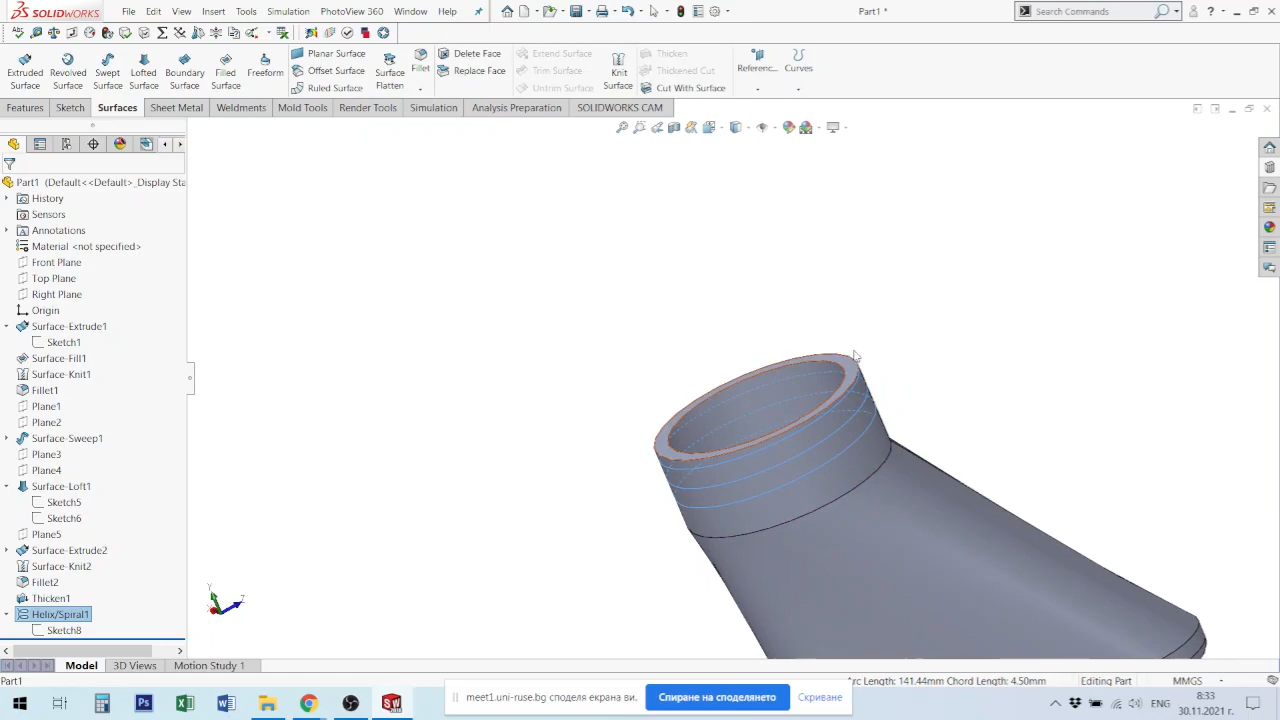 SOLIDWORKS File Edit View Insert Tools Simulation PhotoView 360 Window Help Part1 * Search Commands
Extruded Surface
Revolved Surface
Swept Surface
Lofted Surface
Boundary Surface
Filled Surface
Freeform
Planar Surface
Offset Surface
Ruled Surface
Surface Flatten
Fillet
Delete Face
Replace Face
Extend Surface
Trim Surface
Untrim Surface
Knit Surface
Thicken
Thickened Cut
Cut With Surface
Referenc...
Curves
Features Sketch Surfaces Sheet Metal Weldments Mold Tools Render Tools Simulation Analysis Preparation SOLIDWORKS CAM
Part1 (Default<<Default>_Display Sta
History
Sensors
Annotations
Material <not specified>
Front Plane
Top Plane
Right Plane
Origin
Surface-Extrude1
Sketch1
Surface-Fill1
Surface-Knit1
Fillet1
Plane1
Plane2
Surface-Sweep1
Plane3
Plane4
Surface-Loft1
Sketch5
Sketch6
Plane5
Surface-Extrude2
Surface-Knit2
Fillet2
Thicken1
Helix/Spiral1
Sketch8
Y
Z
Model 3D Views Motion Study 1
Part1 Arc Length: 141.44mm Chord Length: 4.50mm Editing Part MMGS
meet1.uni-ruse.bg споделя екрана ви. Спиране на споделянето Скриване
ENG
8:33
30.11.2021 г.